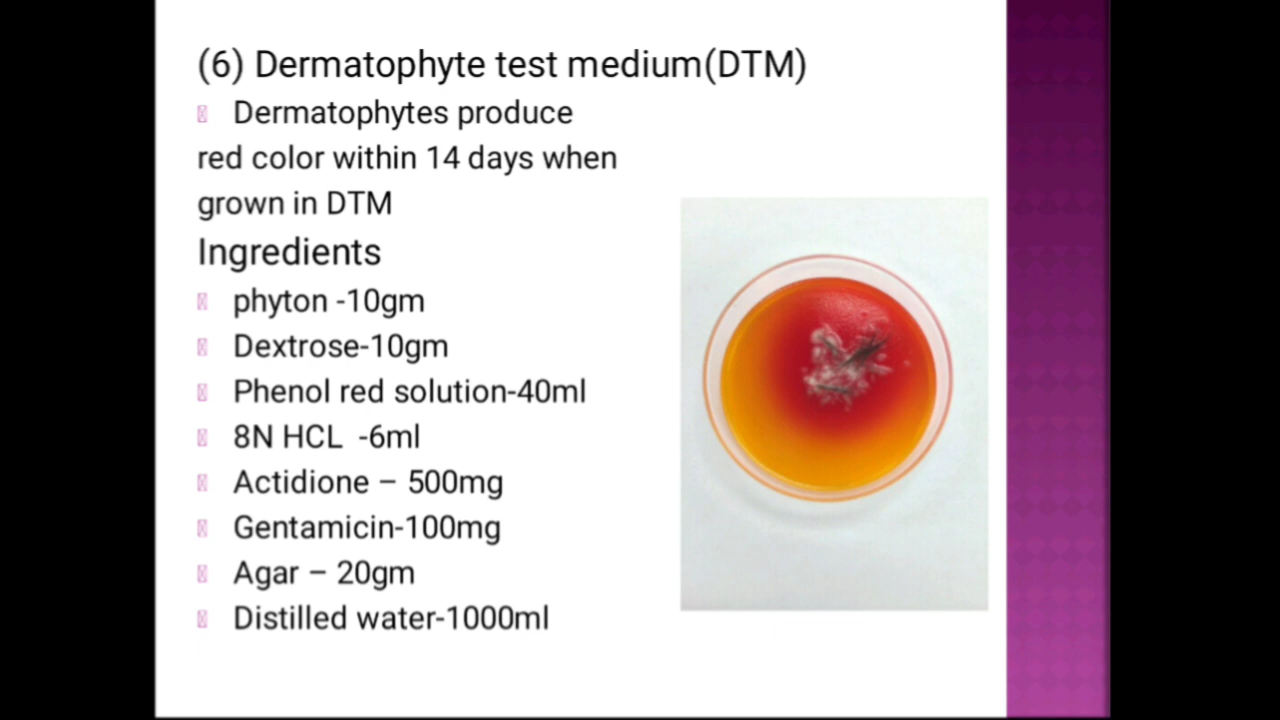 (6) Dermatophyte test medium(DTM)
Dermatophytes produce
red color within 14 days when
grown in DTM
Ingredients
phyton -10gm
Dextrose-10gm
Phenol red solution-40ml
8N HCL -6ml
Actidione – 500mg
Gentamicin-100mg
Agar – 20gm
Distilled water-1000ml